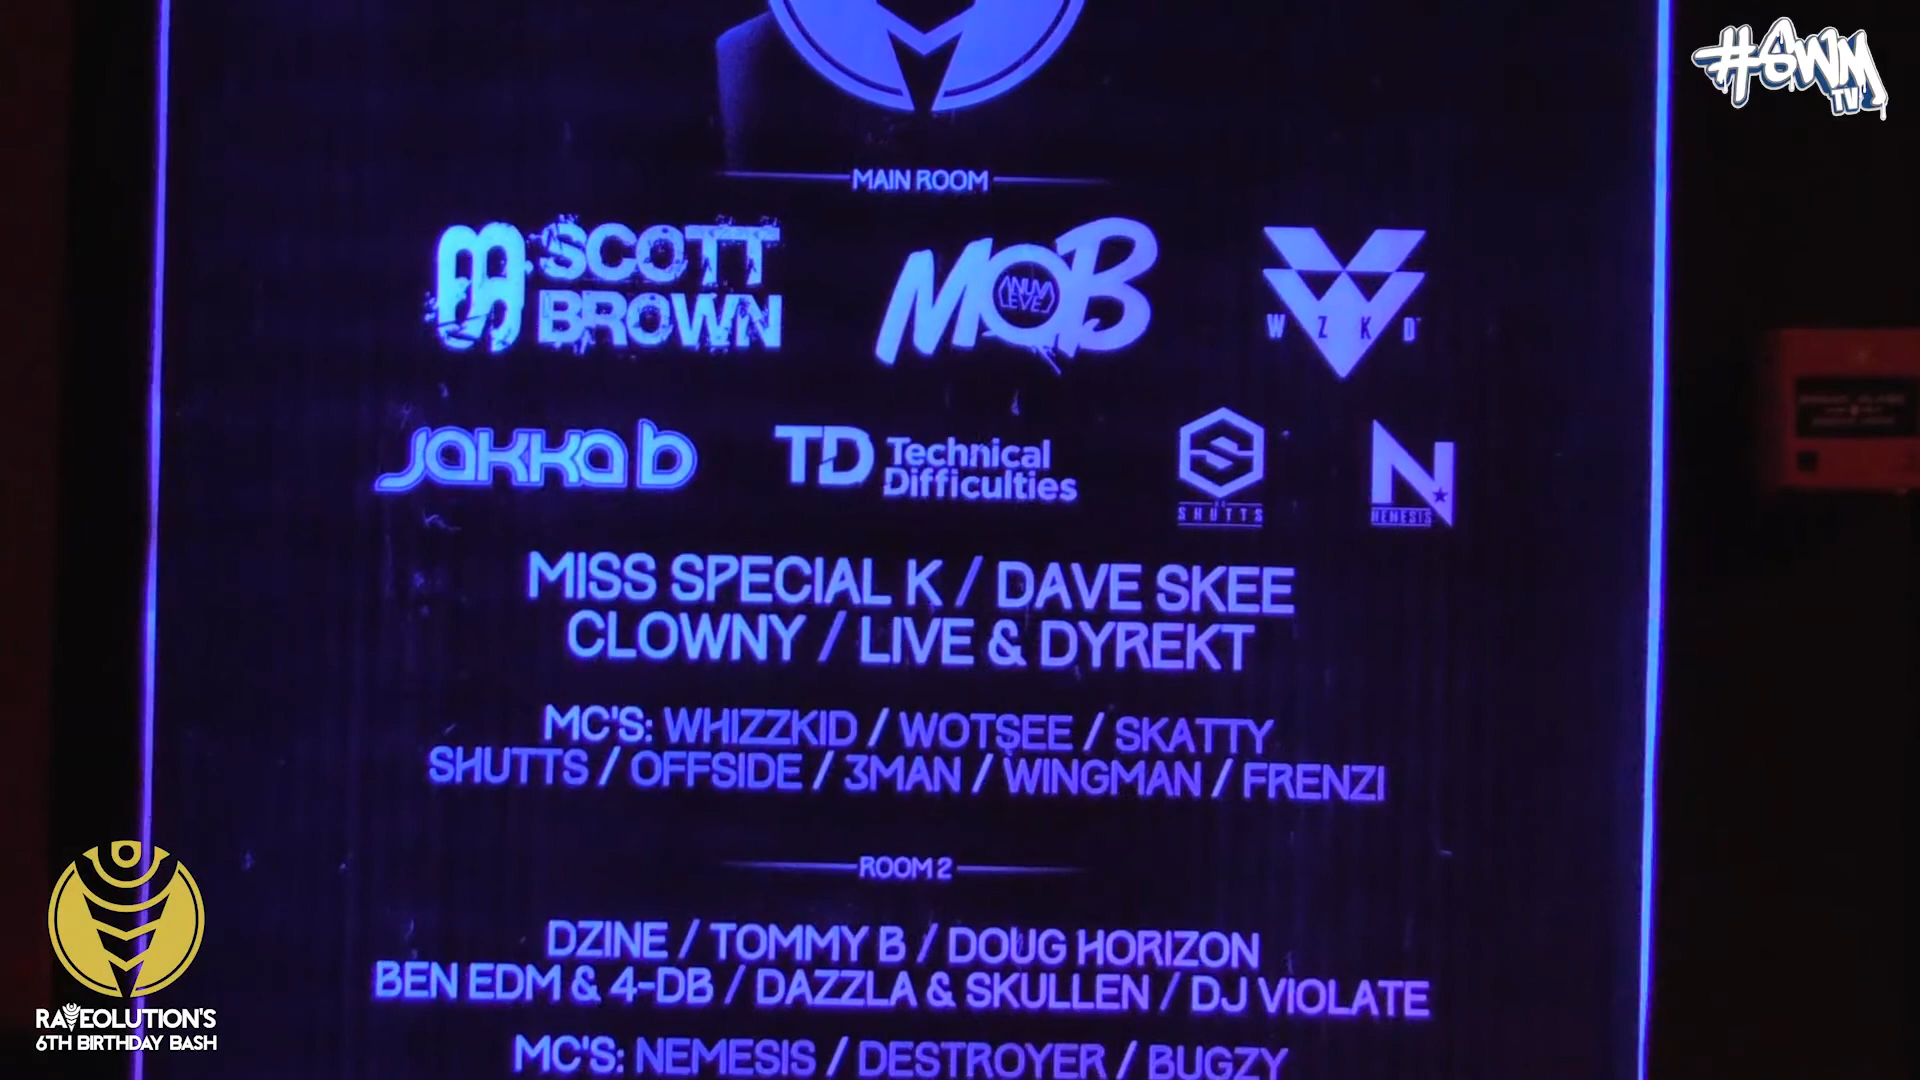 #SWM
TV
MAIN ROOM
SCOTT
BROWN
MOB
WZKD
JAKKA B
TD Technical
Difficulties
SHUTTS
NEMESIS
MISS SPECIAL K / DAVE SKEE
CLOWNY / LIVE & DYREKT
MC'S: WHIZZKID / WOTSEE / SKATTY
SHUTTS / OFFSIDE / 3MAN / WINGMAN / FRENZI
ROOM 2
DZINE / TOMMY B / DOUG HORIZON
BEN EDM & 4-DB / DAZZLA & SKULLEN / DJ VIOLATE
MC'S: NEMESIS / DESTROYER / BUGZY
RAVEOLUTION'S
6TH BIRTHDAY BASH